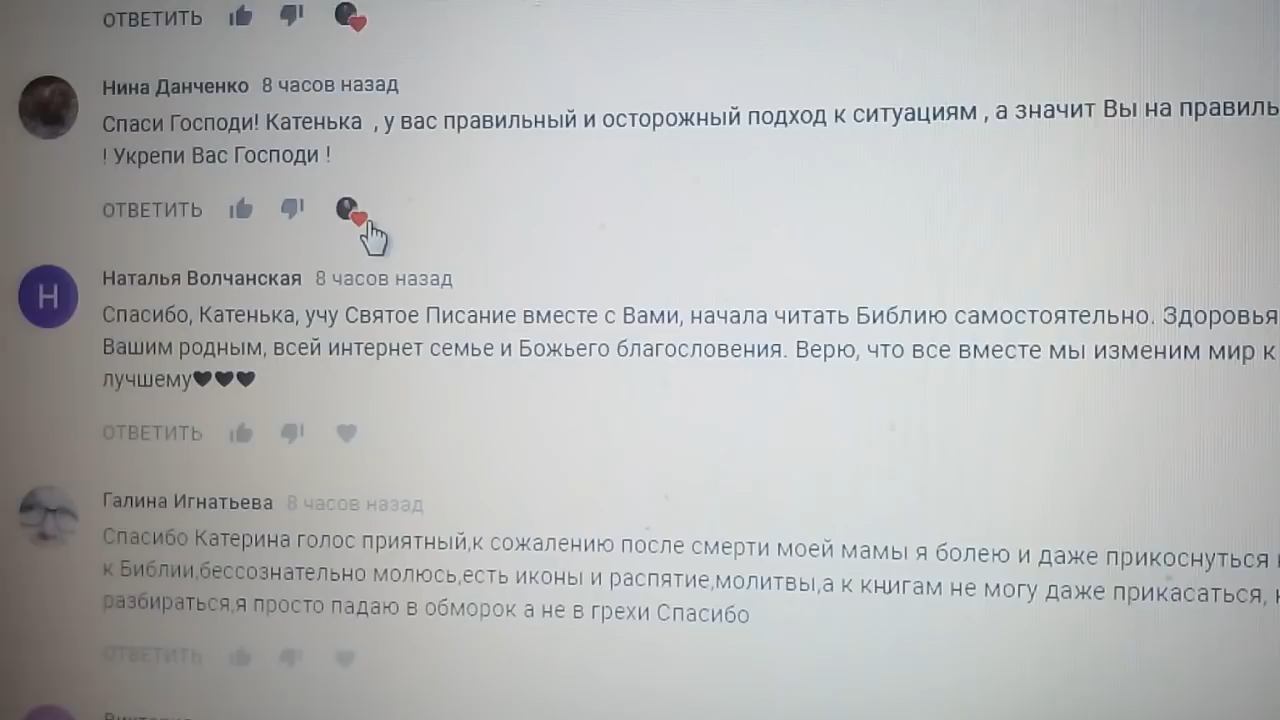 ОТВЕТИТЬ
Нина Данченко 8 часов назад
Спаси Господи! Катенька , у вас правильный и осторожный подход к ситуациям , а значит Вы на правиль
! Укрепи Вас Господи !
ОТВЕТИТЬ
Н
Наталья Волчанская 8 часов назад
Спасибо, Катенька, учу Святое Писание вместе с Вами, начала читать Библию самостоятельно. Здоровья
Вашим родным, всей интернет семье и Божьего благословения. Верю, что все вместе мы изменим мир к
лучшему🖤🖤🖤
ОТВЕТИТЬ
Галина Игнатьева 8 часов назад
Спасибо Катерина голос приятный,к сожалению после смерти моей мамы я болею и даже прикоснуться
к Библии,бессознательно молюсь,есть иконы и распятие,молитвы,а к книгам не могу даже прикасаться,
разбираться,я просто падаю в обморок а не в грехи Спасибо
ОТВЕТИТЬ